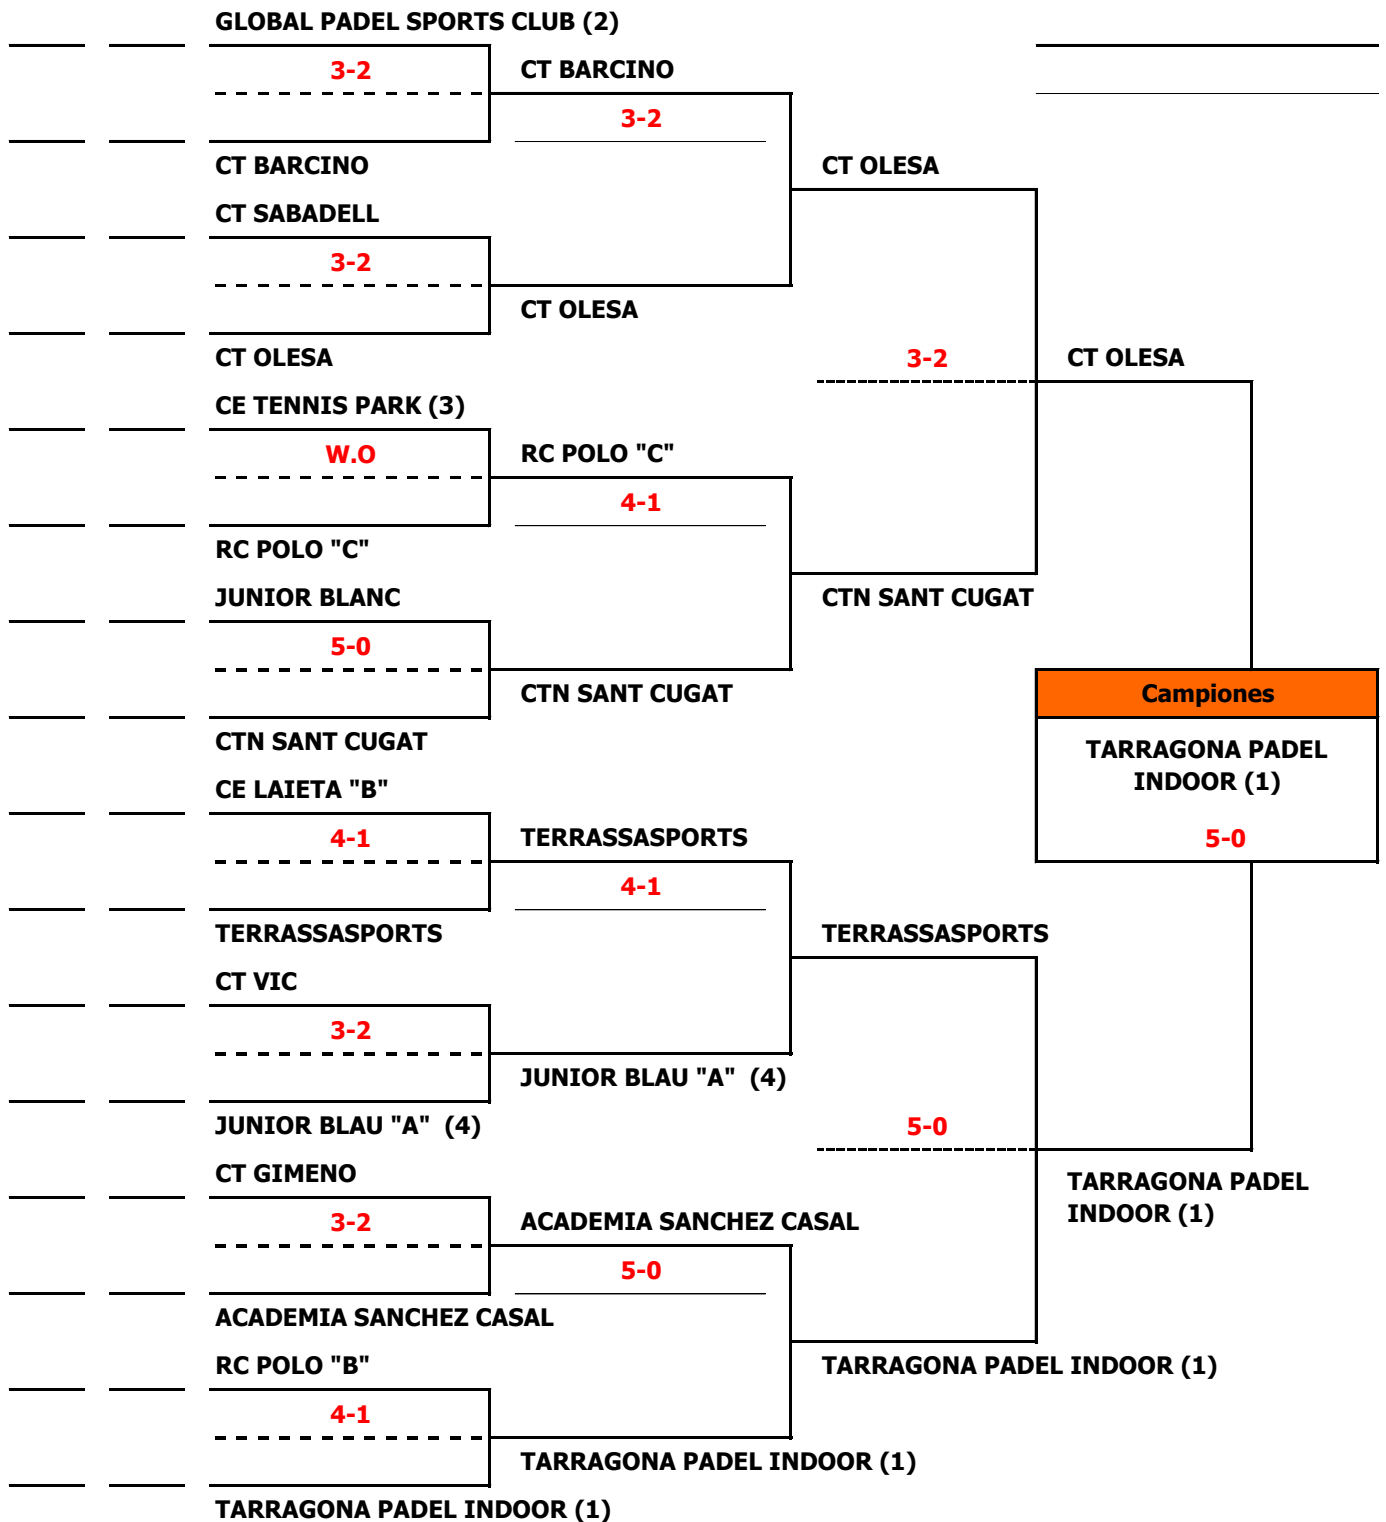 GLOBAL PADEL SPORTS CLUB (2)
3-2
CT BARCINO
3-2
CT BARCINO
CT OLESA
CT SABADELL
3-2
CT OLESA
CT OLESA
3-2
CT OLESA
CE TENNIS PARK (3)
W.O
RC POLO "C"
4-1
RC POLO "C"
JUNIOR BLANC
CTN SANT CUGAT
5-0
CTN SANT CUGAT
Campiones
CTN SANT CUGAT
TARRAGONA PADEL
INDOOR (1)
CE LAIETA "B"
4-1
TERRASSASPORTS
5-0
4-1
TERRASSASPORTS
TERRASSASPORTS
CT VIC
3-2
JUNIOR BLAU "A"  (4)
JUNIOR BLAU "A"  (4)
5-0
CT GIMENO
TARRAGONA PADEL
INDOOR (1)
3-2
ACADEMIA SANCHEZ CASAL
5-0
ACADEMIA SANCHEZ CASAL
RC POLO "B"
TARRAGONA PADEL INDOOR (1)
4-1
TARRAGONA PADEL INDOOR (1)
TARRAGONA PADEL INDOOR (1)